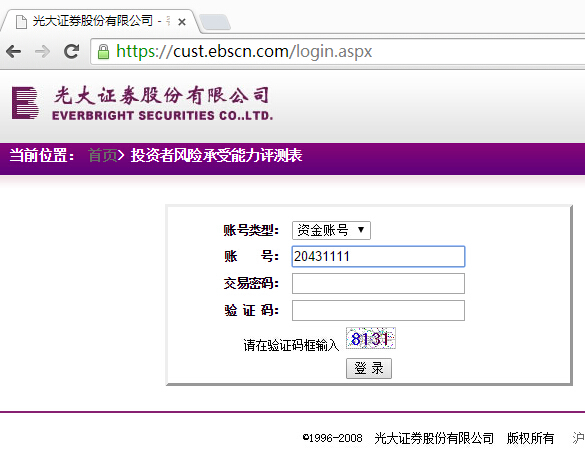 光大证券股份有限公司 -
https://cust.ebscn.com/login.aspx
光大证券股份有限公司
EVERBRIGHT SECURITIES CO.,LTD.
当前位置： 首页> 投资者风险承受能力评测表
账号类型： 资金账号
账 号： 20431111
交易密码：
验 证 码：
请在验证码框输入 8131
登 录
©1996-2008 光大证券股份有限公司 版权所有 沪